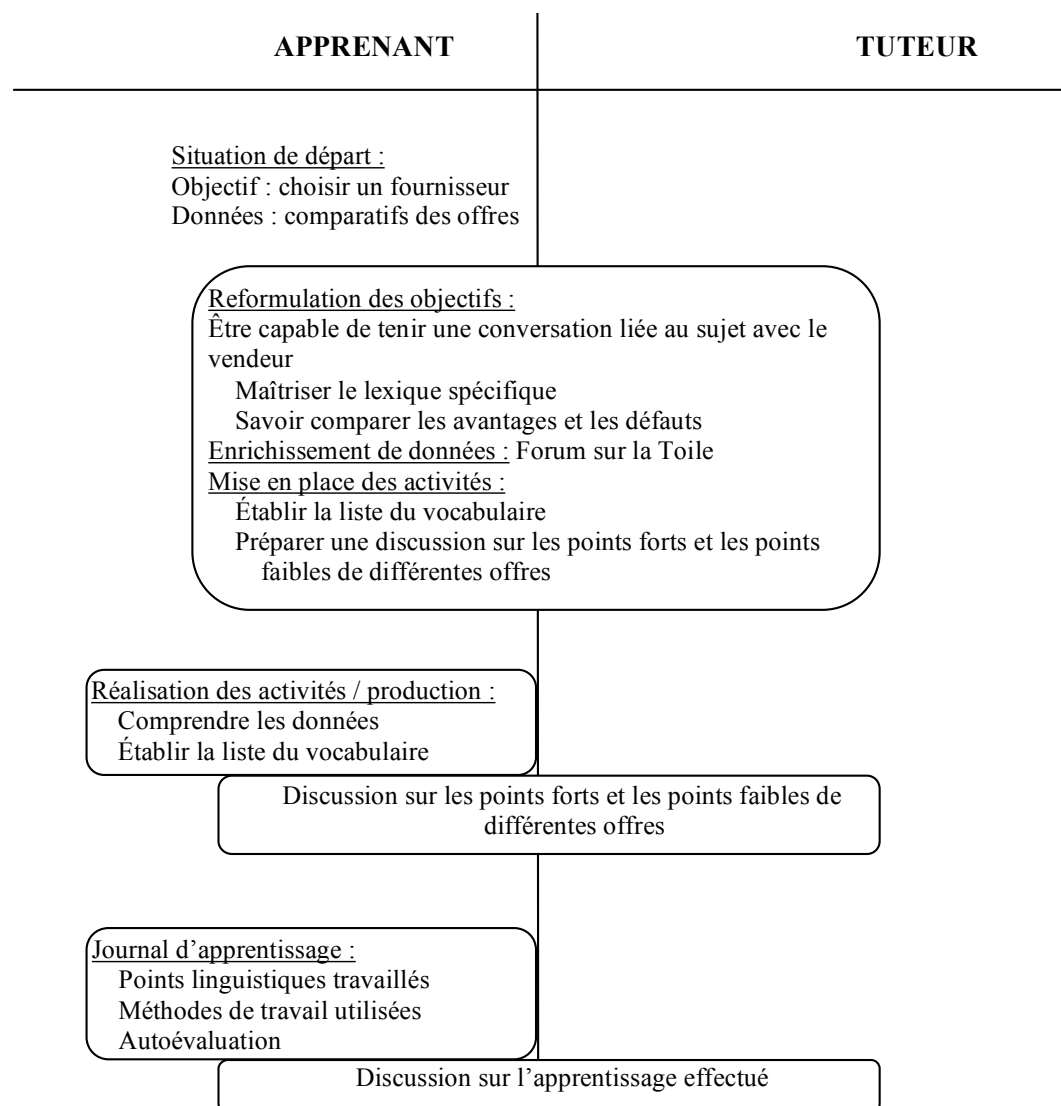 APPRENANT TUTEUR
Situation de départ :
Objectif : choisir un fournisseur
Données : comparatifs des offres
Reformulation des objectifs :
Être capable de tenir une conversation liée au sujet avec le
vendeur
Maîtriser le lexique spécifique
Savoir comparer les avantages et les défauts
Enrichissement de données : Forum sur la Toile
Mise en place des activités :
Établir la liste du vocabulaire
Préparer une discussion sur les points forts et les points
faibles de différentes offres
Réalisation des activités / production :
Comprendre les données
Établir la liste du vocabulaire
Discussion sur les points forts et les points faibles de
différentes offres
Journal d’apprentissage :
Points linguistiques travaillés
Méthodes de travail utilisées
Autoévaluation
Discussion sur l’apprentissage effectué